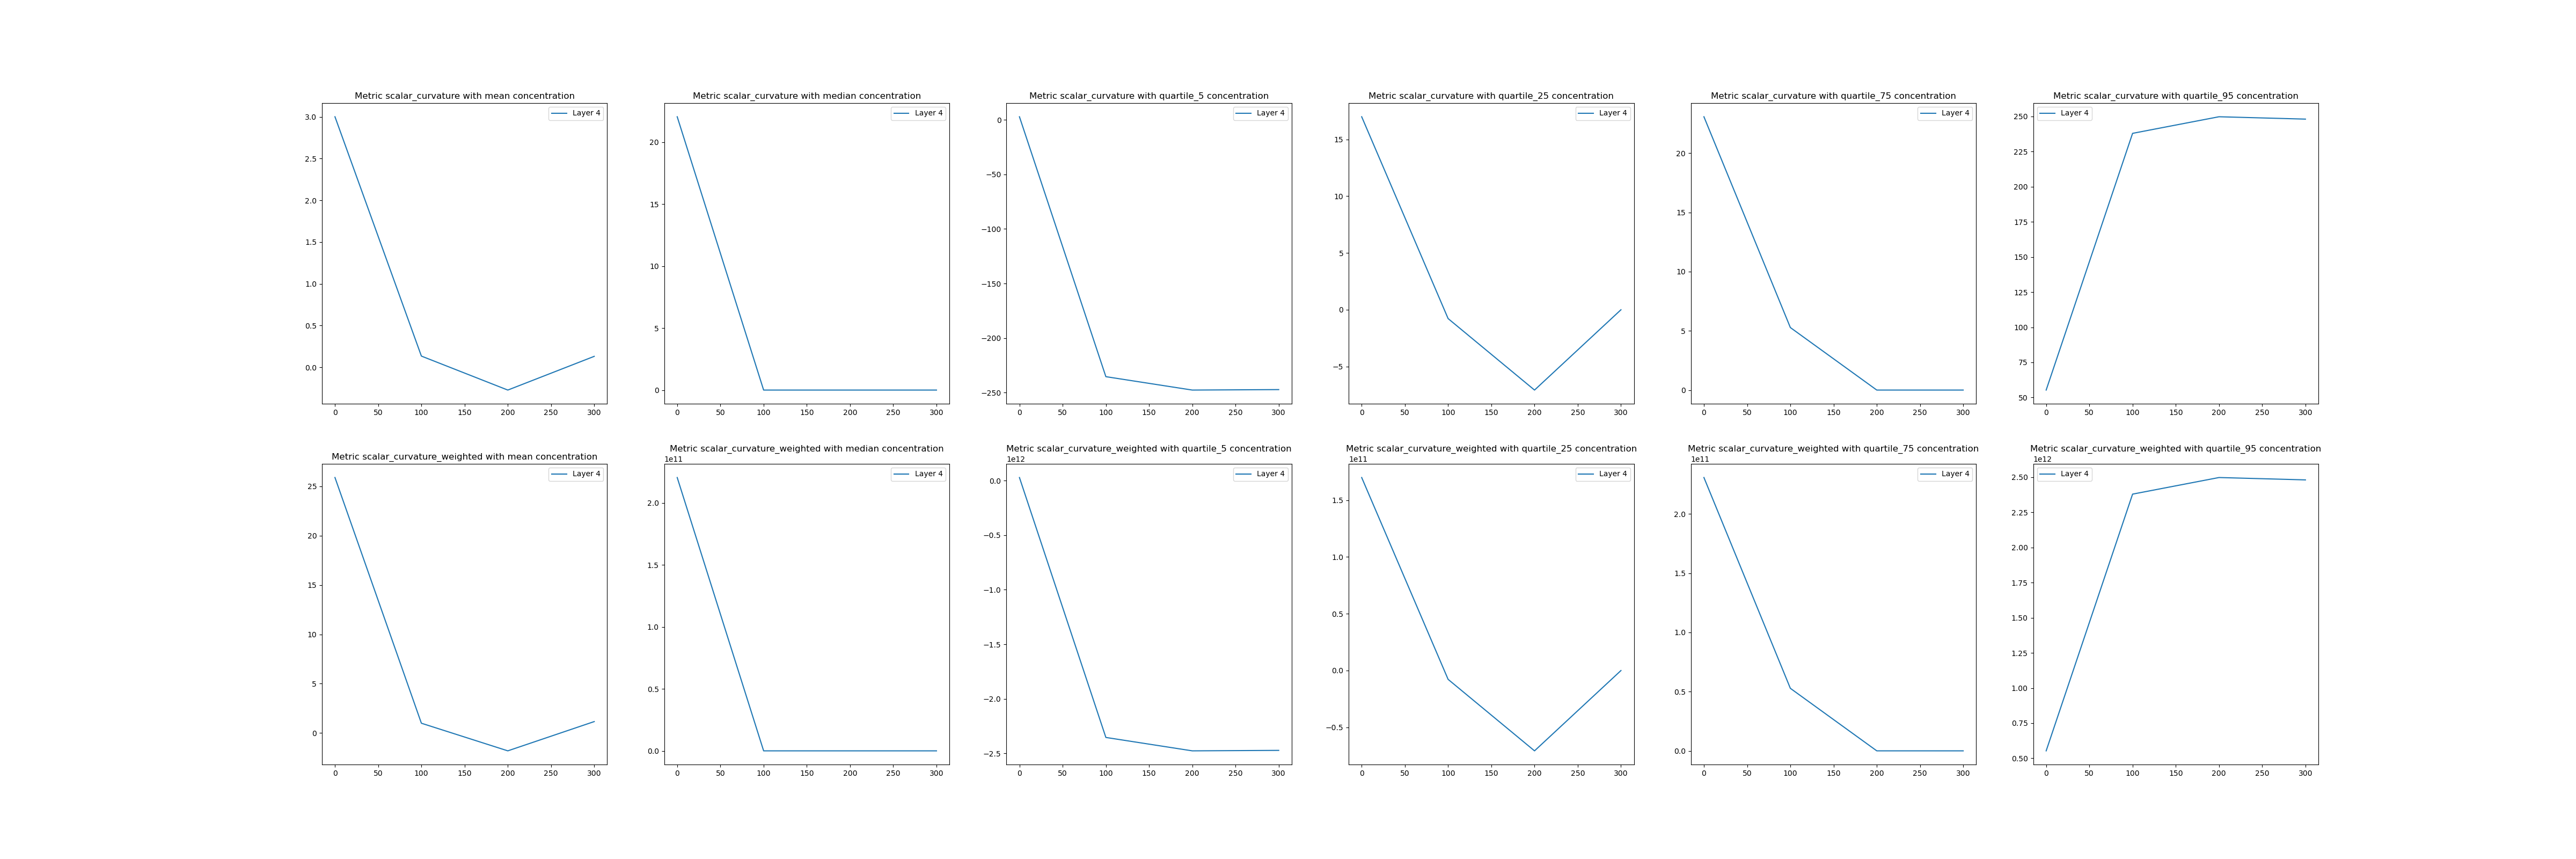 Metric scalar_curvature with mean concentration
Layer 4
3.0
2.5
2.0
1.5
1.0
0.5
0.0
0 50 100 150 200 250 300
Metric scalar_curvature with median concentration
Layer 4
20
15
10
5
0
0 50 100 150 200 250 300
Metric scalar_curvature with quartile_5 concentration
Layer 4
0
−50
−100
−150
−200
−250
0 50 100 150 200 250 300
Metric scalar_curvature with quartile_25 concentration
Layer 4
15
10
5
0
−5
0 50 100 150 200 250 300
Metric scalar_curvature with quartile_75 concentration
Layer 4
20
15
10
5
0
0 50 100 150 200 250 300
Metric scalar_curvature with quartile_95 concentration
Layer 4
250
225
200
175
150
125
100
75
50
0 50 100 150 200 250 300
Metric scalar_curvature_weighted with mean concentration
Layer 4
25
20
15
10
5
0
0 50 100 150 200 250 300
Metric scalar_curvature_weighted with median concentration
1e11
Layer 4
2.0
1.5
1.0
0.5
0.0
0 50 100 150 200 250 300
Metric scalar_curvature_weighted with quartile_5 concentration
1e12
Layer 4
0.0
−0.5
−1.0
−1.5
−2.0
−2.5
0 50 100 150 200 250 300
Metric scalar_curvature_weighted with quartile_25 concentration
1e11
Layer 4
1.5
1.0
0.5
0.0
−0.5
0 50 100 150 200 250 300
Metric scalar_curvature_weighted with quartile_75 concentration
1e11
Layer 4
2.0
1.5
1.0
0.5
0.0
0 50 100 150 200 250 300
Metric scalar_curvature_weighted with quartile_95 concentration
1e12
Layer 4
2.50
2.25
2.00
1.75
1.50
1.25
1.00
0.75
0.50
0 50 100 150 200 250 300